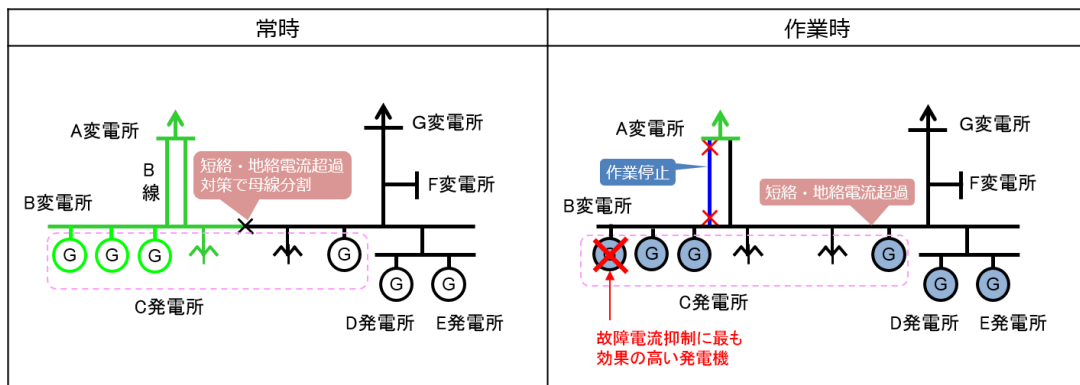 常時
作業時
A変電所
B
線
B変電所
短絡・地絡電流超過
対策で母線分割
G変電所
F変電所
G
G
G
G
C発電所
G
G
D発電所
E発電所
A変電所
作業停止
B変電所
短絡・地絡電流超過
G変電所
F変電所
G
G
G
G
C発電所
G
G
D発電所
E発電所
故障電流抑制に最も
効果の高い発電機